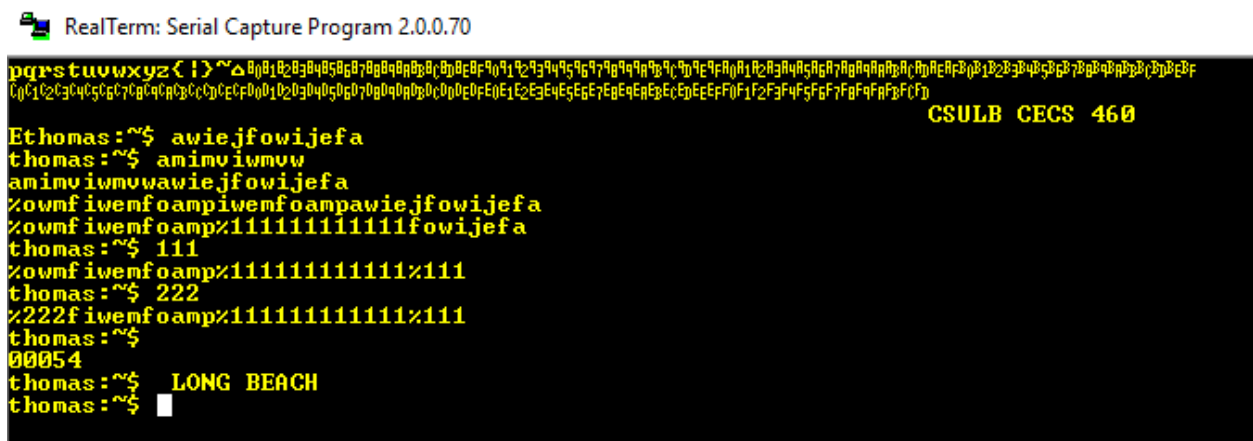 RealTerm: Serial Capture Program 2.0.0.70
pqrstuvwxyz{|}~
CSULB CECS 460
Ethomas:~$ awiejfowijefa
thomas:~$ amimviwmvw
amimviwmvwawiejfowijefa
%owmfiwemfoampiwemfoampawiejfowijefa
%owmfiwemfoamp%111111111111fowijefa
thomas:~$ 111
%owmfiwemfoamp%111111111111%111
thomas:~$ 222
%222fiwemfoamp%111111111111%111
thomas:~$
00054
thomas:~$  LONG BEACH
thomas:~$